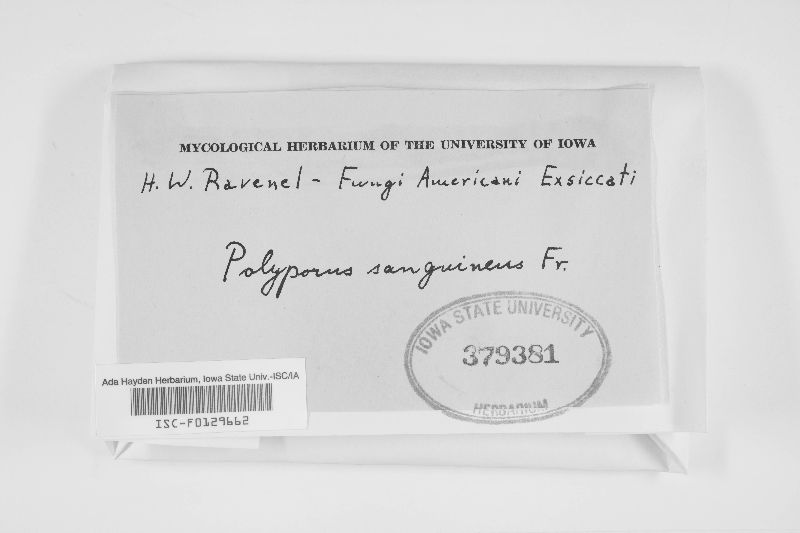 MYCOLOGICAL HERBARIUM OF THE UNIVERSITY OF IOWA
H. W. Ravenel - Fungi Americani Exsiccati
Polyporus sanguineus Fr.
IOWA STATE UNIVERSITY
379381
HERBARIUM
Ada Hayden Herbarium, Iowa State Univ.-ISC/IA
ISC-F0129662